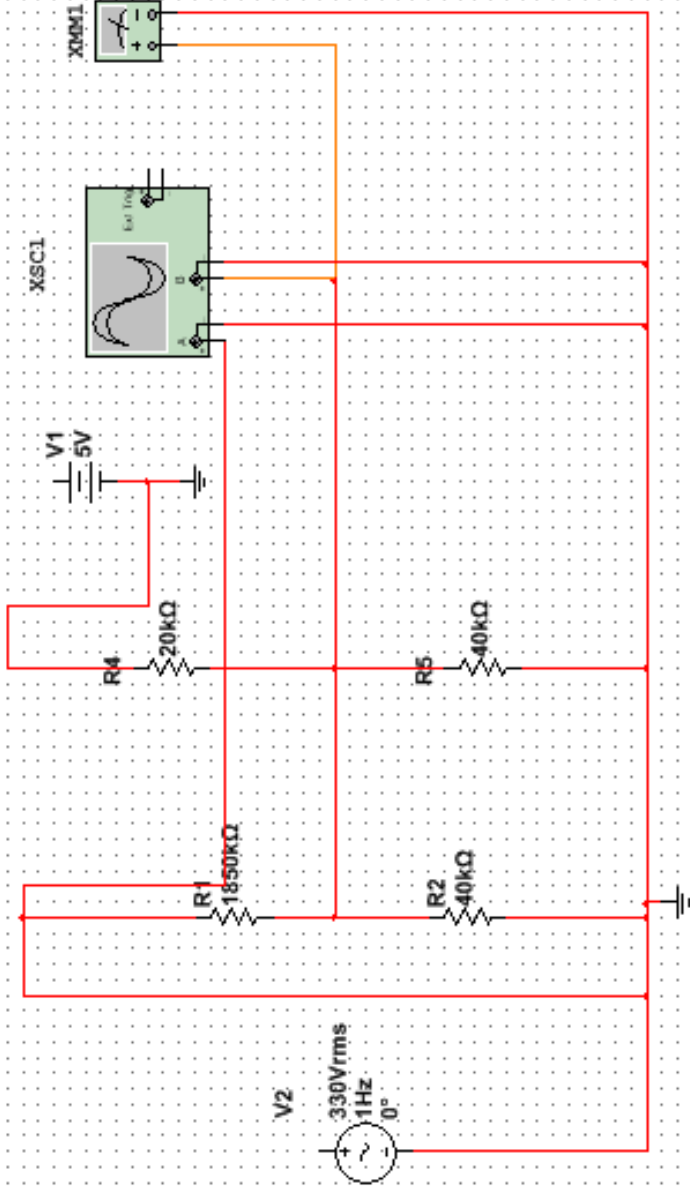 XMM1
XSC1
Ext Trig
A
B
V1
5V
R4
20kΩ
R5
40kΩ
R1
1850kΩ
R2
40kΩ
V2
330Vrms
1Hz
0°